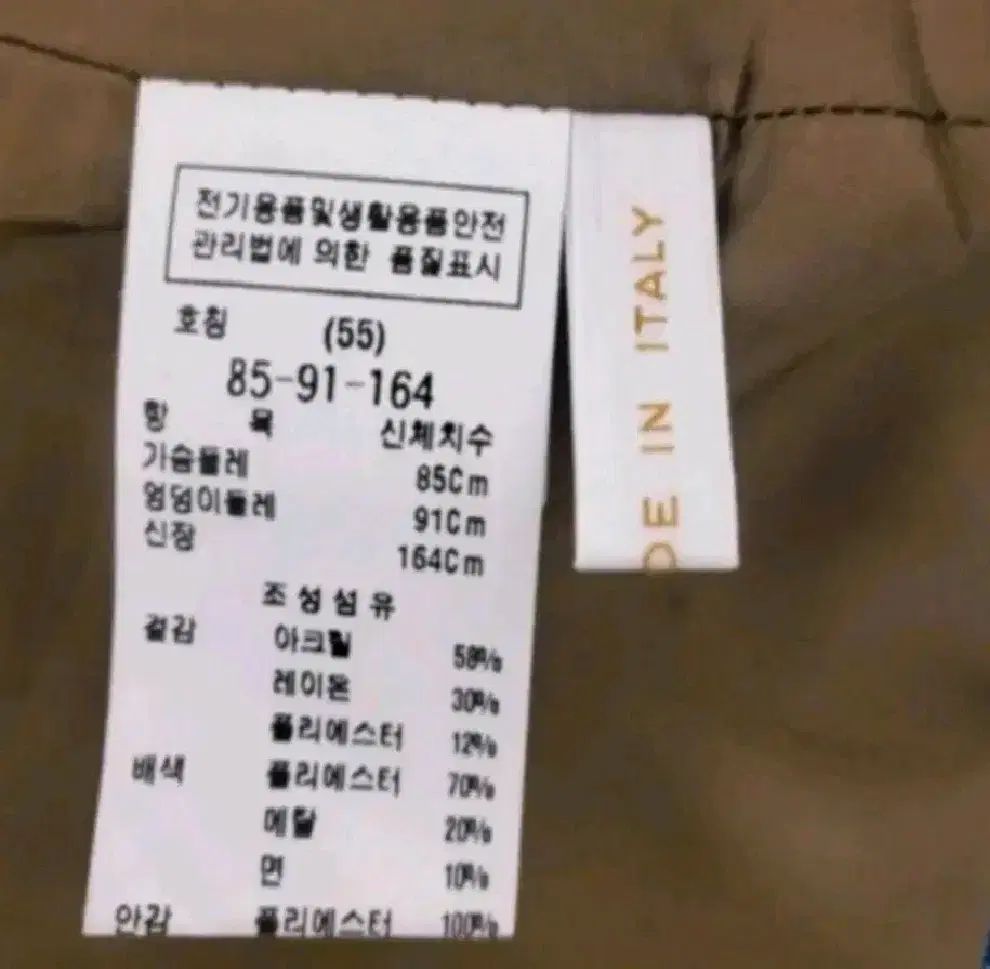 전기용품및생활용품안전
관리법에 의한 품질표시
호칭 (55)
85-91-164
항 목 신체치수
가슴둘레 85Cm
엉덩이둘레 91Cm
신장 164Cm
조성섬유
겉감 아크릴 58%
레이온 30%
폴리에스터 12%
배색 폴리에스터 70%
메탈 20%
면 10%
안감 폴리에스터 100%
DE IN ITALY